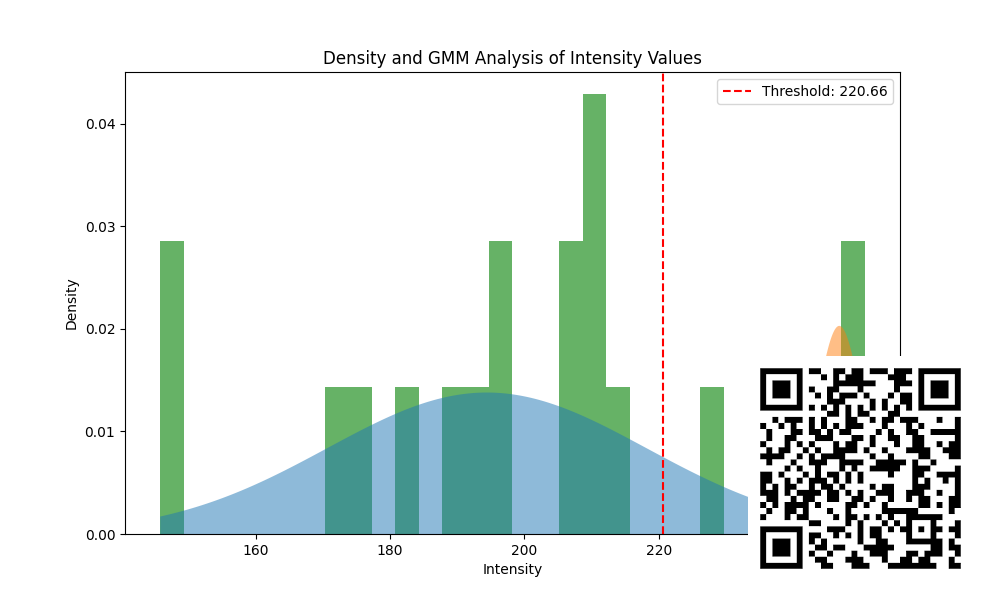 Density and GMM Analysis of Intensity Values
Threshold: 220.66
0.04
0.03
0.02
0.01
0.00
Density
160 180 200 220
Intensity